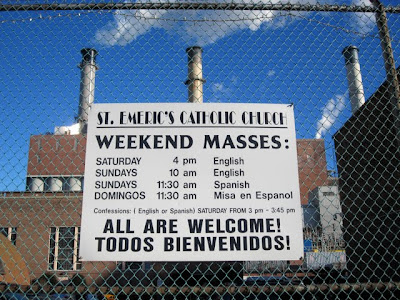 ST. EMERIC'S CATHOLIC CHURCH
WEEKEND MASSES:
SATURDAY 4 pm English
SUNDAYS 10 am English
SUNDAYS 11:30 am Spanish
DOMINGOS 11:30 am Misa en Espanol
Confessions: ( English or Spanish) SATURDAY FROM 3 pm - 3:45 pm
ALL ARE WELCOME!
TODOS BIENVENIDOS!